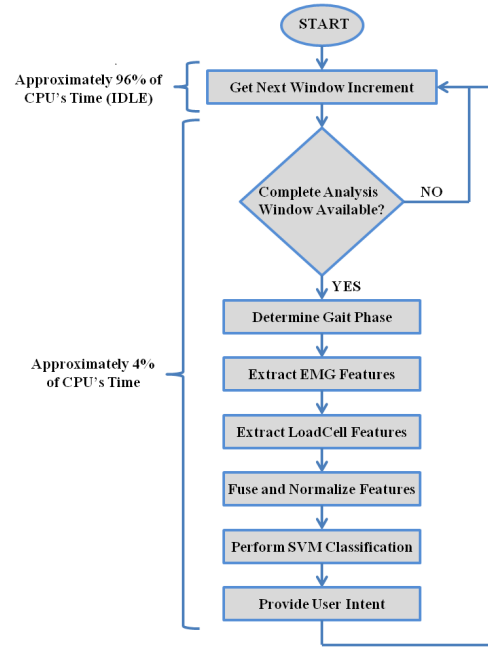 START
Approximately 96% of
CPU's Time (IDLE)
Get Next Window Increment
Complete Analysis
Window Available?
NO
YES
Determine Gait Phase
Approximately 4%
of CPU's Time
Extract EMG Features
Extract LoadCell Features
Fuse and Normalize Features
Perform SVM Classification
Provide User Intent